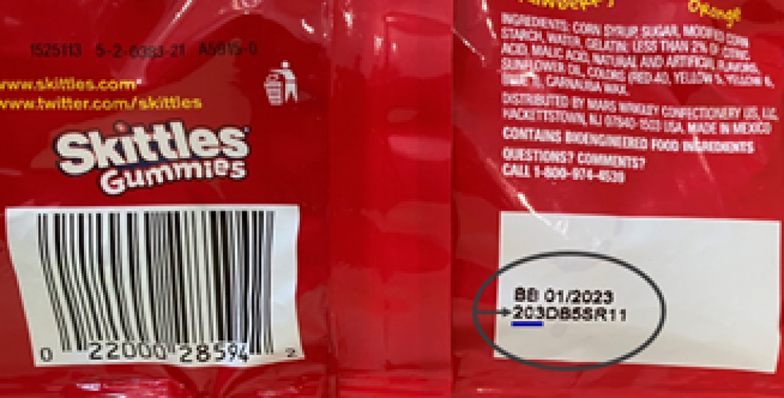 1525113 5-2-0383-21 A5915-0
www.skittles.com
www.twitter.com/skittles
Skittles
Gummies
0 22000 28594 2
Orange
INGREDIENTS: CORN SYRUP, SUGAR, MODIFIED CORN
STARCH, WATER, GELATIN; LESS THAN 2% OF: CITRIC
ACID, MALIC ACID, NATURAL AND ARTIFICIAL FLAVORS,
SUNFLOWER OIL, COLORS (RED 40, YELLOW 5, YELLOW 6,
CARNAUBA WAX.
DISTRIBUTED BY MARS WRIGLEY CONFECTIONERY US, LLC,
HACKETTSTOWN, NJ 07840-1503 USA, MADE IN MEXICO
CONTAINS BIOENGINEERED FOOD INGREDIENTS
QUESTIONS? COMMENTS?
CALL 1-800-974-4539
BB 01/2023
203DB5SR11